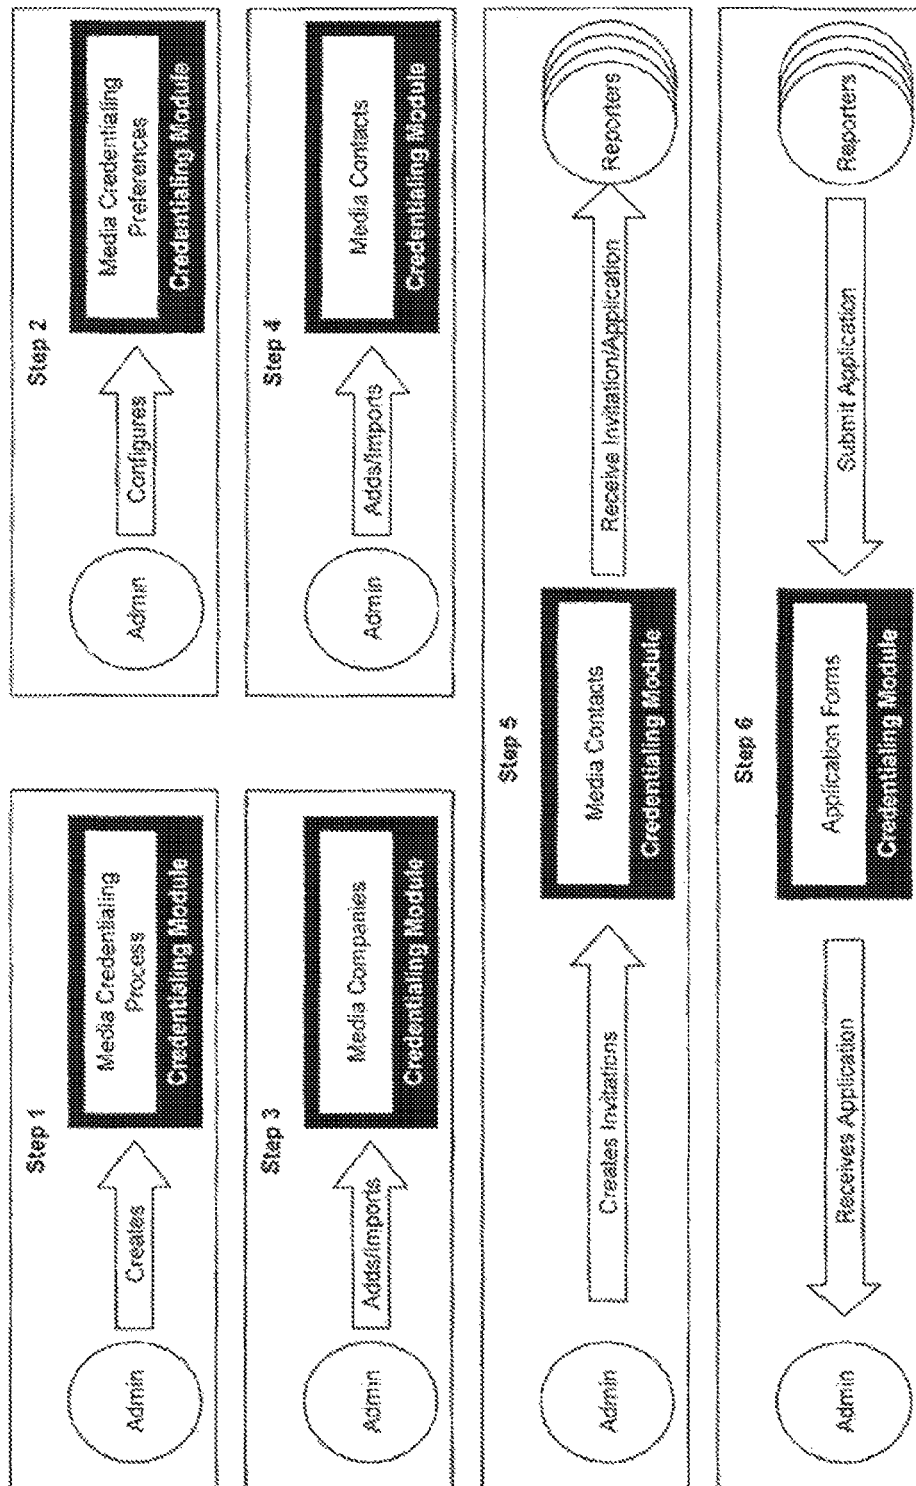 Step 1
Admin
Creates
Media Credentialing
Process
Credentialing Module
Step 2
Admin
Configures
Media Credentialing
Preferences
Credentialing Module
Step 3
Admin
Adds/Imports
Media Companies
Credentialing Module
Step 4
Admin
Adds/Imports
Media Contacts
Credentialing Module
Step 5
Admin
Creates Invitations
Media Contacts
Credentialing Module
Receive Invitation/Application
Reporters
Step 6
Admin
Receives Application
Application Forms
Credentialing Module
Submit Application
Reporters